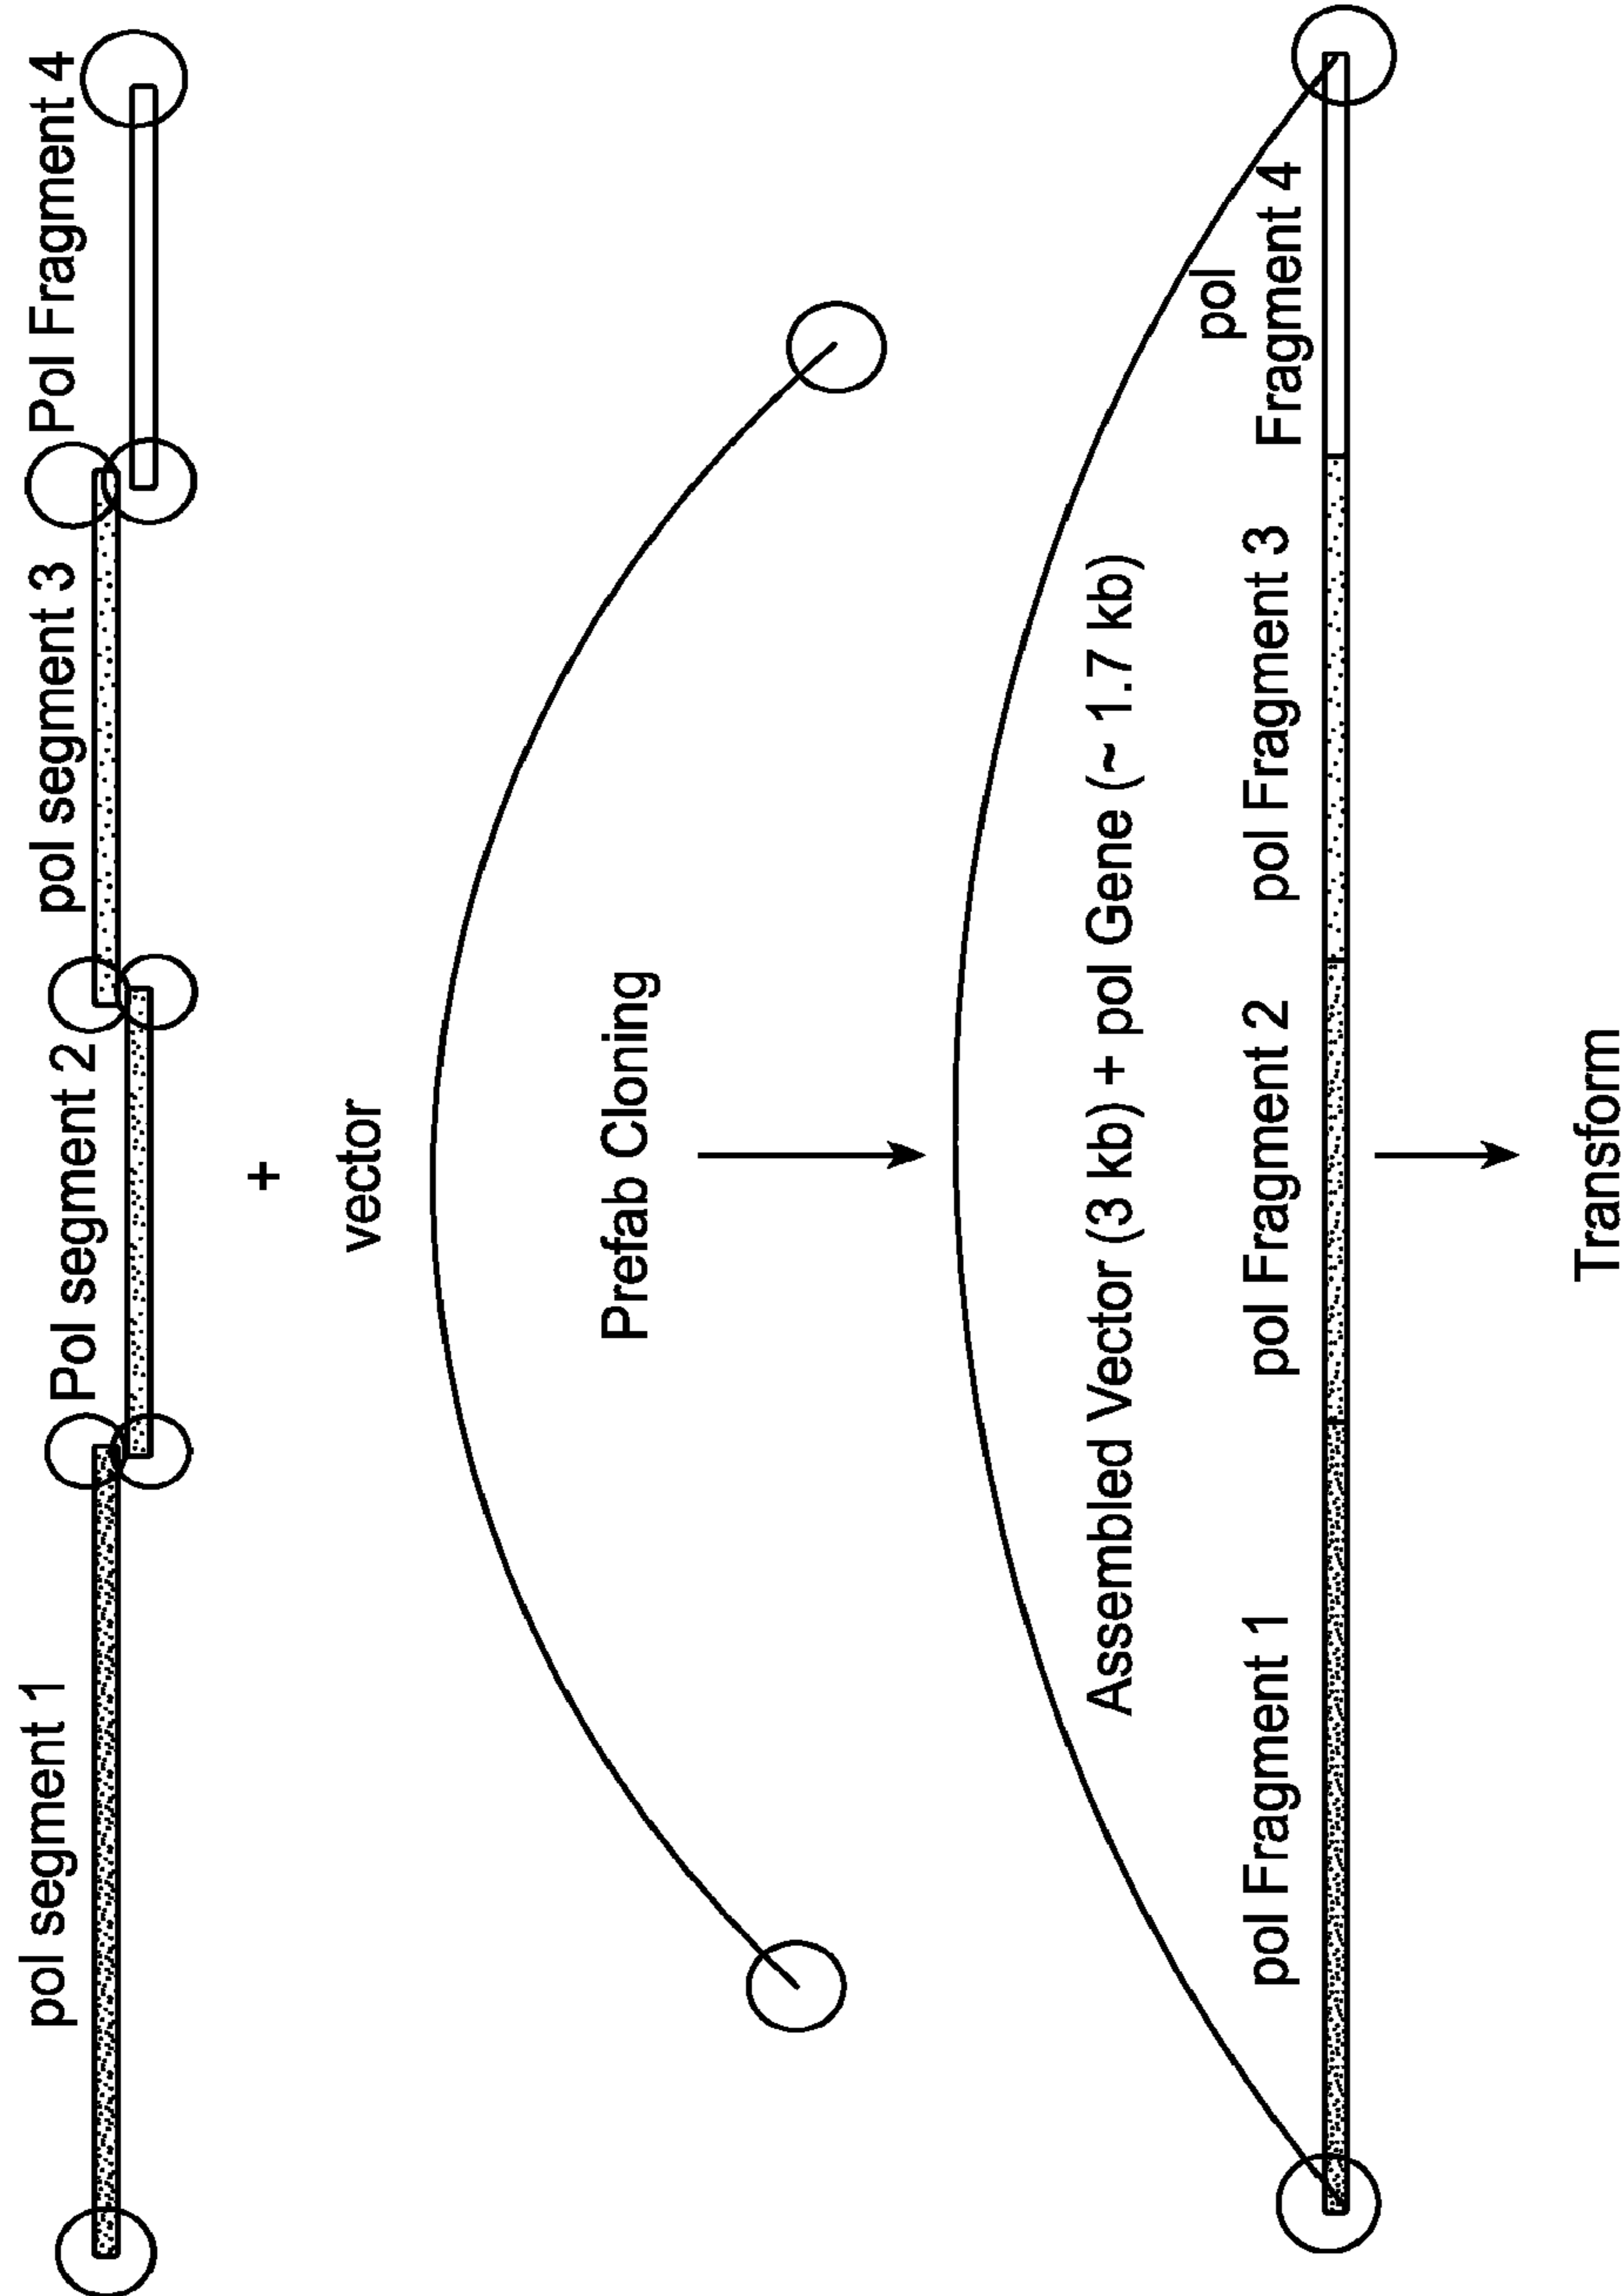 pol segment 1
Pol segment 2
pol segment 3
Pol Fragment 4
+
vector
Prefab Cloning
Assembled Vector (3 kb) + pol Gene (~ 1.7 kb)
pol Fragment 1
pol Fragment 2
pol Fragment 3
pol
Fragment 4
Transform